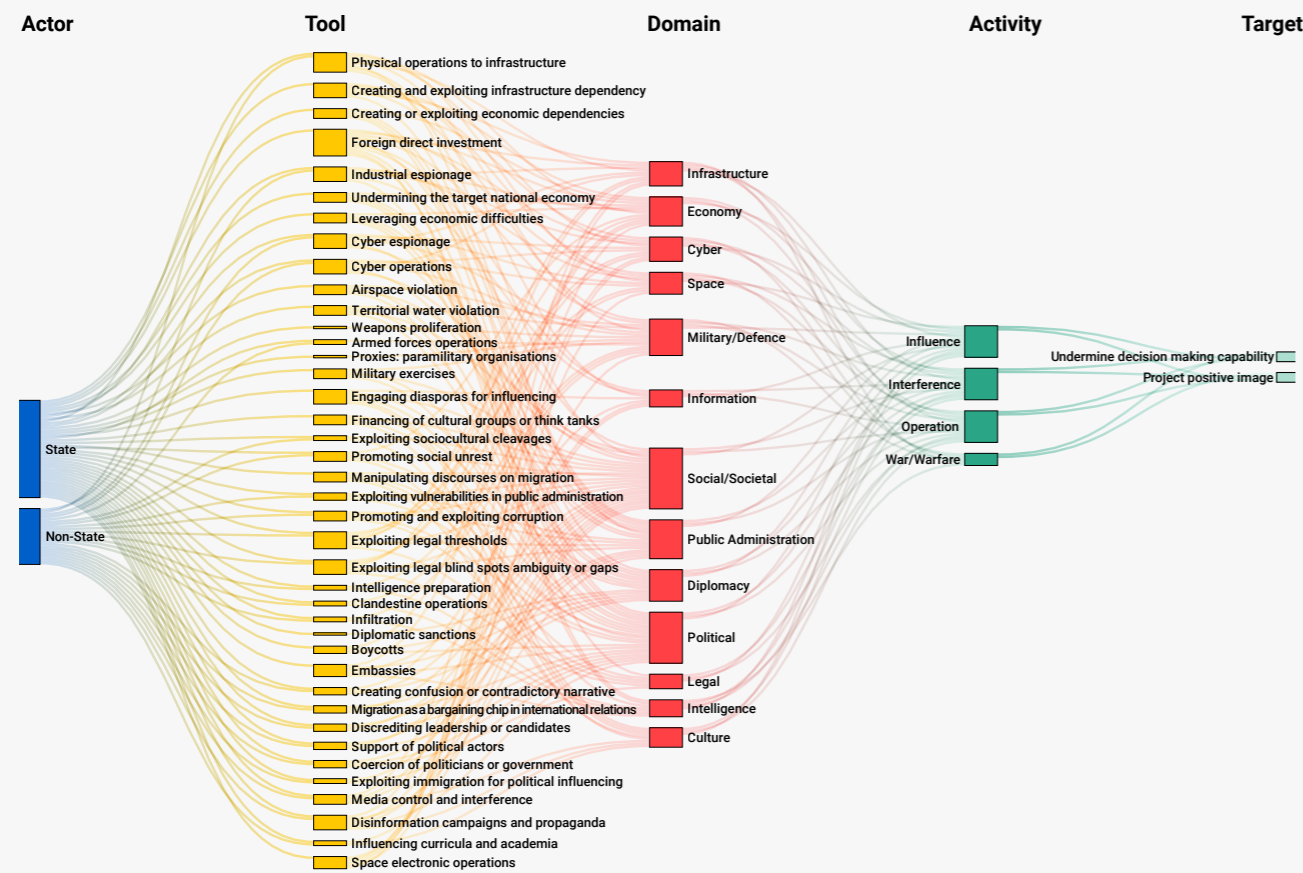 Actor
Tool
Domain
Activity
Target
State
Non-State
Physical operations to infrastructure
Creating and exploiting infrastructure dependency
Creating or exploiting economic dependencies
Foreign direct investment
Industrial espionage
Undermining the target national economy
Leveraging economic difficulties
Cyber espionage
Cyber operations
Airspace violation
Territorial water violation
Weapons proliferation
Armed forces operations
Proxies: paramilitary organisations
Military exercises
Engaging diasporas for influencing
Financing of cultural groups or think tanks
Exploiting sociocultural cleavages
Promoting social unrest
Manipulating discourses on migration
Exploiting vulnerabilities in public administration
Promoting and exploiting corruption
Exploiting legal thresholds
Exploiting legal blind spots ambiguity or gaps
Intelligence preparation
Clandestine operations
Infiltration
Diplomatic sanctions
Boycotts
Embassies
Creating confusion or contradictory narrative
Migration as a bargaining chip in international relations
Discrediting leadership or candidates
Support of political actors
Coercion of politicians or government
Exploiting immigration for political influencing
Media control and interference
Disinformation campaigns and propaganda
Influencing curricula and academia
Space electronic operations
Infrastructure
Economy
Cyber
Space
Military/Defence
Information
Social/Societal
Public Administration
Diplomacy
Political
Legal
Intelligence
Culture
Influence
Interference
Operation
War/Warfare
Undermine decision making capability
Project positive image